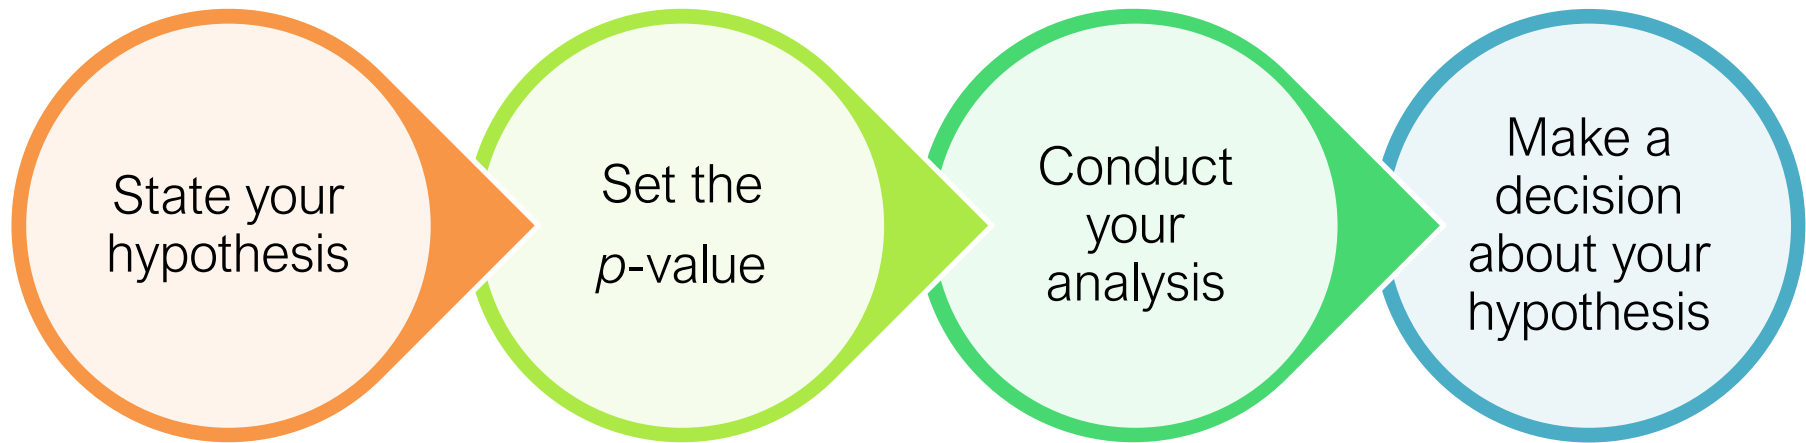 State your
hypothesis
Set the
p-value
Conduct
your
analysis
Make a
decision
about your
hypothesis